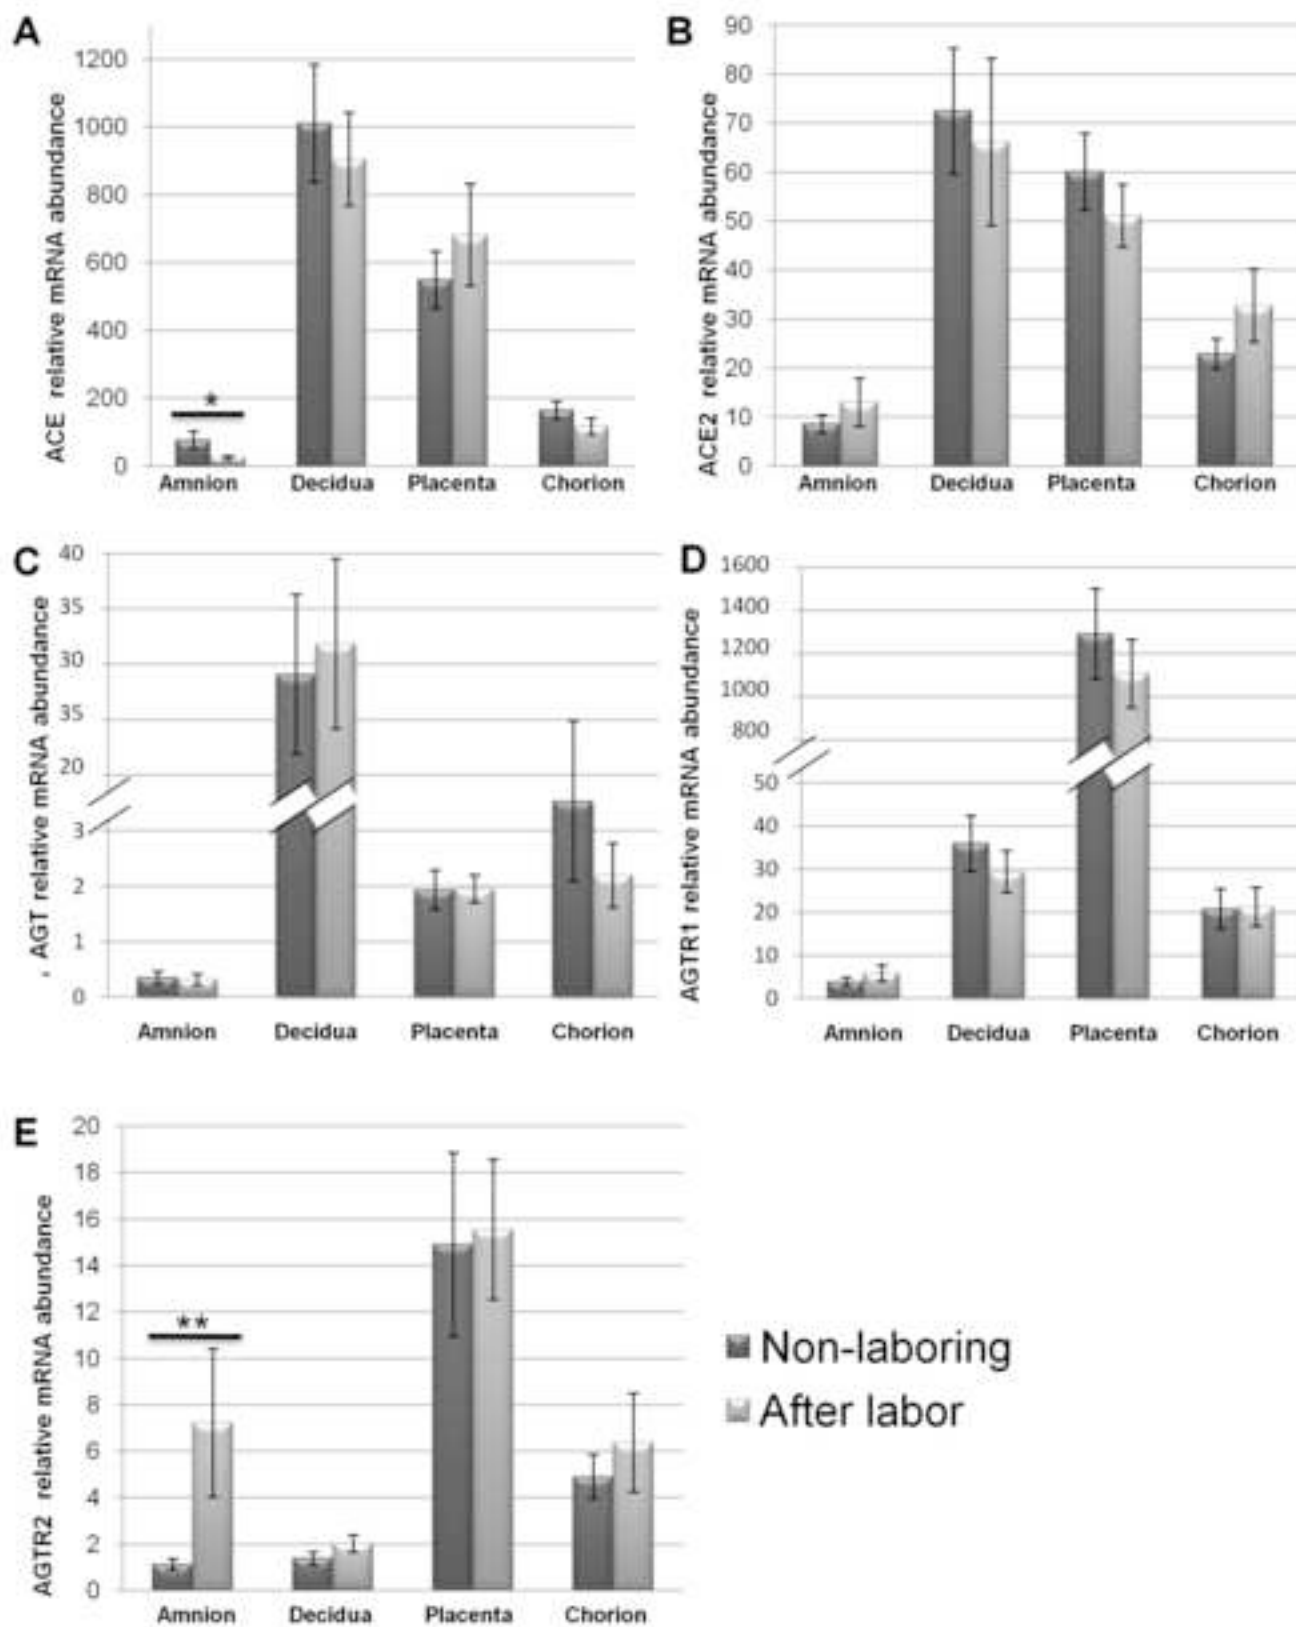 A
ACE relative mRNA abundance
1200
1000
800
600
400
200
0
*
Amnion Decidua Placenta Chorion
B
ACE2 relative mRNA abundance
90
80
70
60
50
40
30
20
10
0
Amnion Decidua Placenta Chorion
C
, AGT relative mRNA abundance
40
35
30
35
20
3
2
1
0
Amnion Decidua Placenta Chorion
D
AGTR1 relative mRNA abundance
1600
1400
1200
1000
800
50
40
30
20
10
0
Amnion Decidua Placenta Chorion
E
AGTR2 relative mRNA abundance
20
18
16
14
12
10
8
6
4
2
0
**
Amnion Decidua Placenta Chorion
Non-laboring
After labor